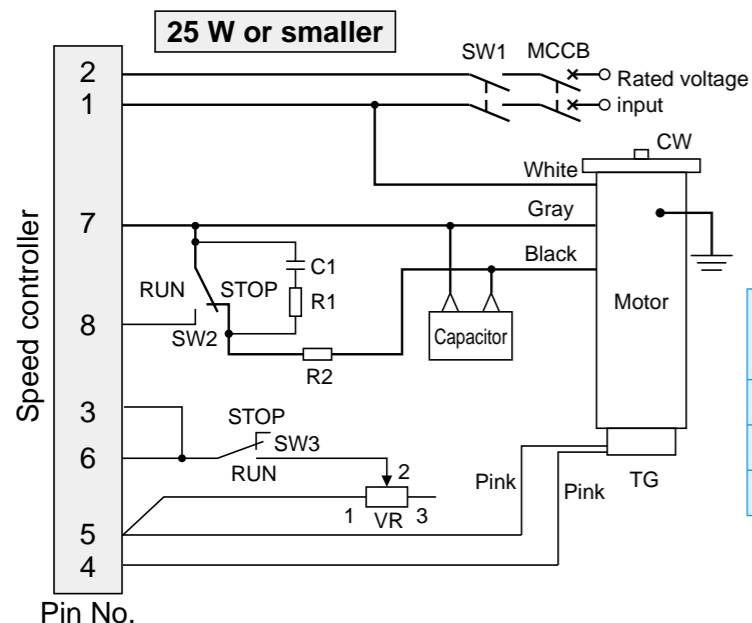 25 W or smaller
SW1
MCCB
2
Rated voltage
1
input
CW
White
7
Gray
Black
C1
RUN
STOP
R1
Motor
8
SW2
Capacitor
R2
Speed controller
3
STOP
SW3
6
RUN
2
Pink
Pink
TG
1
VR
3
5
4
Pin No.